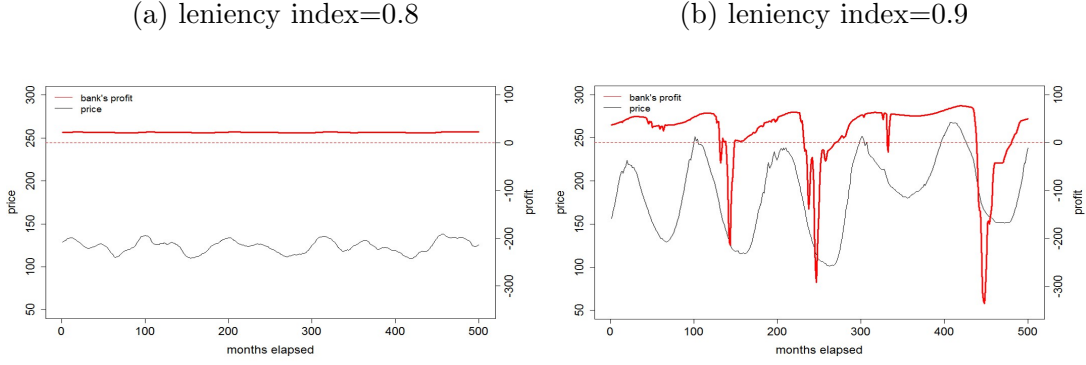 (a) leniency index=0.8
(b) leniency index=0.9
300
250
200
150
100
50
price
bank's profit
price
100
0
-100
-200
-300
profit
0 100 200 300 400 500
months elapsed
300
250
200
150
100
50
price
bank's profit
price
100
0
-100
-200
-300
profit
0 100 200 300 400 500
months elapsed